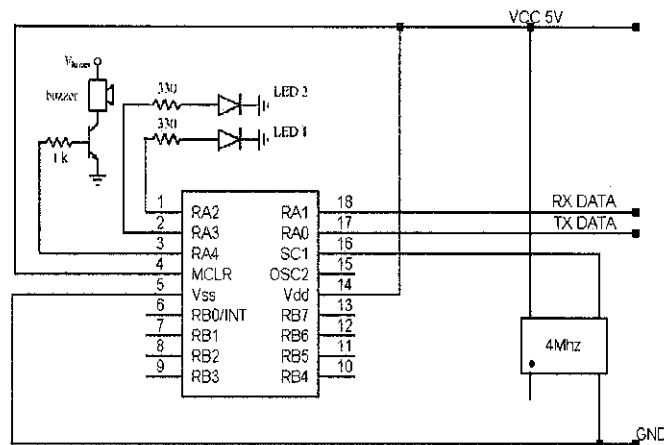 VCC 5V
buzzer
330
LED 2
330
LED 1
1k
1 RA2 RA1 18 RX DATA
2 RA3 RA0 17 TX DATA
3 RA4 SC1 16
4 MCLR OSC2 15
5 Vss Vdd 14
6 RB0/INT RB7 13
7 RB1 RB6 12
8 RB2 RB5 11
9 RB3 RB4 10
4Mhz
GND